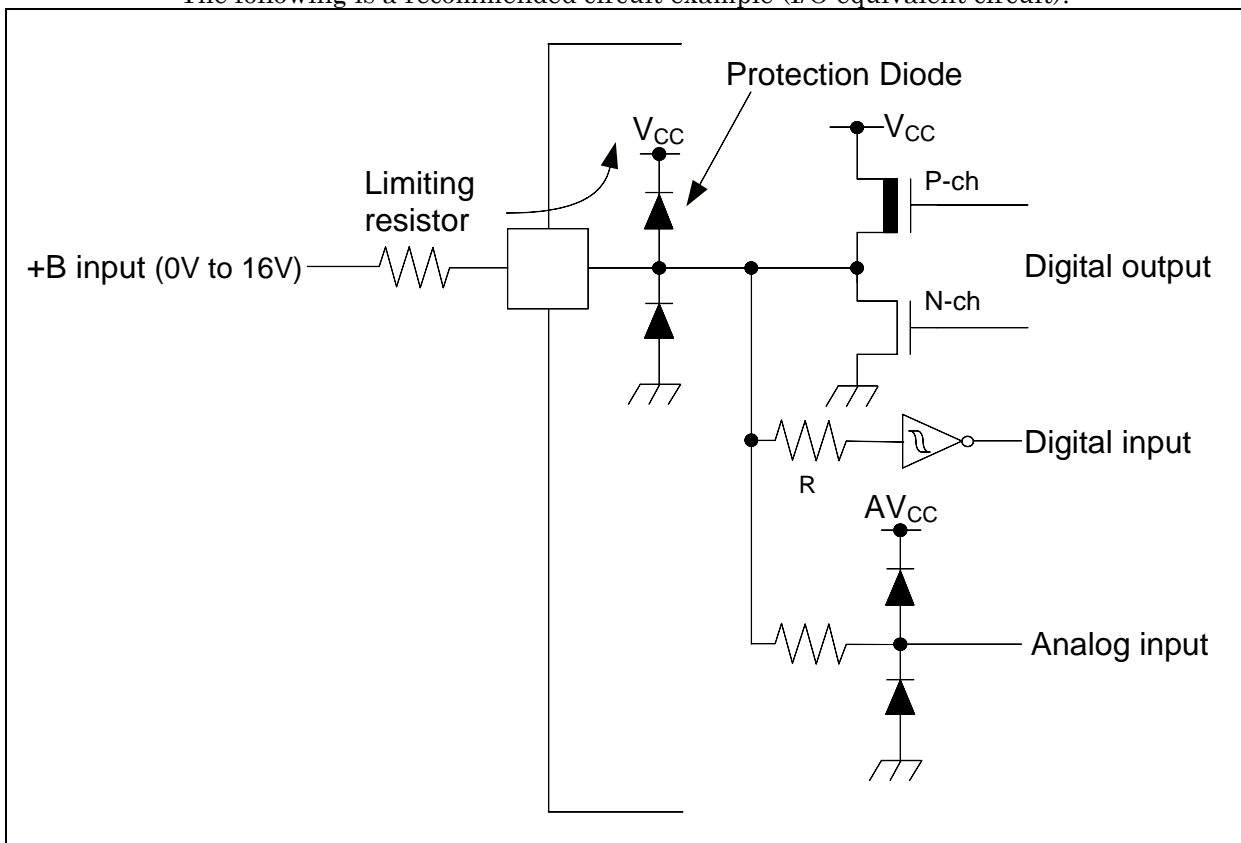 The following is a recommended circuit example (I/O equivalent circuit).
Protection Diode
VCC
VCC
Limiting
resistor
P-ch
+B input (0V to 16V)
Digital output
N-ch
Digital input
R
AVCC
Analog input